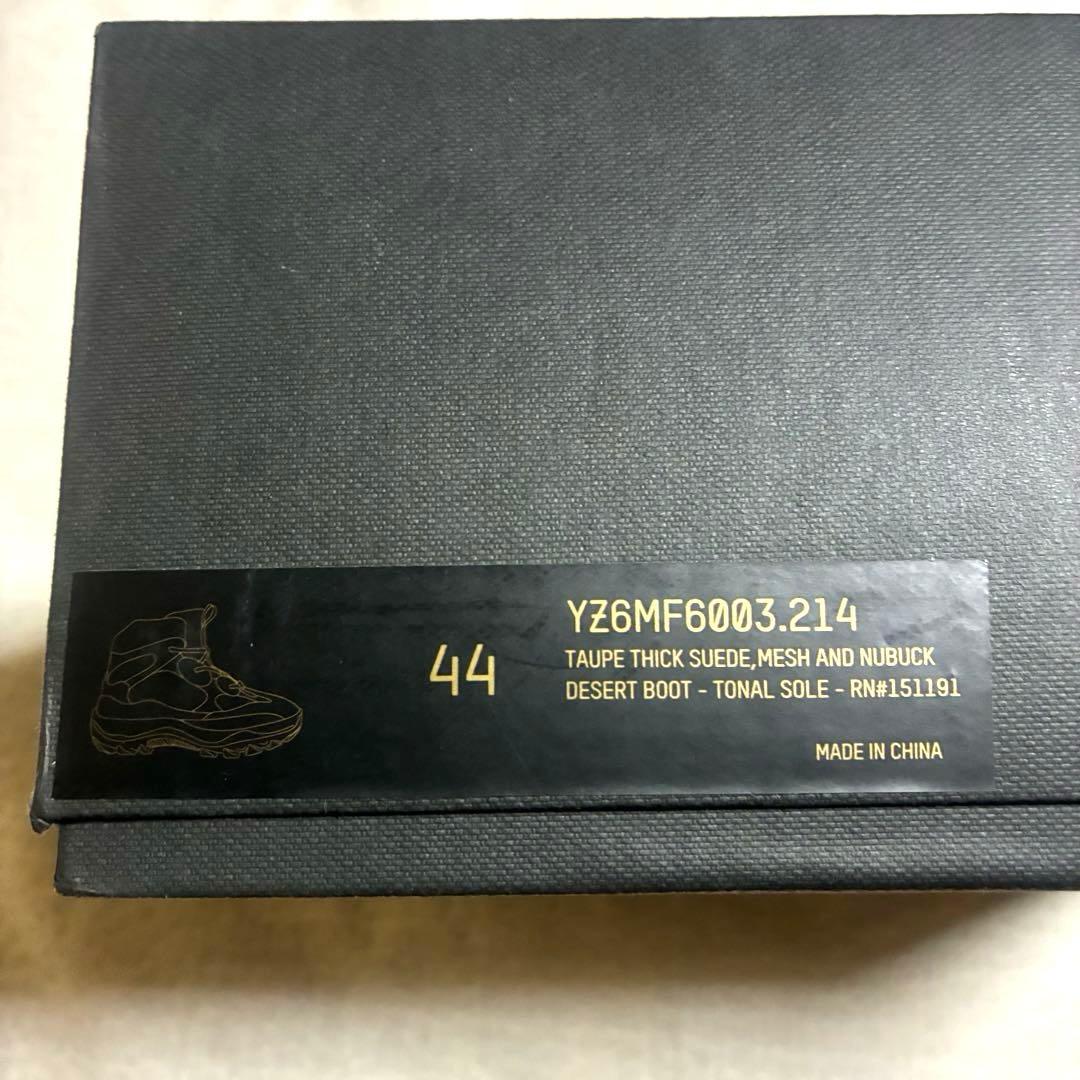 44
YZ6MF6003.214
TAUPE THICK SUEDE,MESH AND NUBUCK
DESERT BOOT - TONAL SOLE - RN#151191
MADE IN CHINA